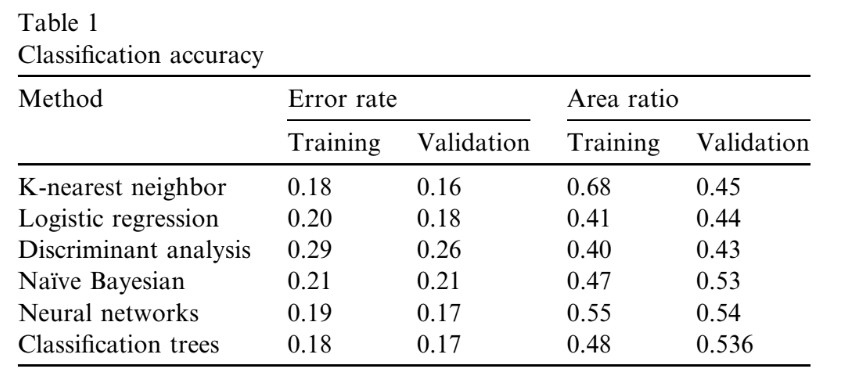 Table 1
Classification accuracy
Method Error rate Area ratio
Training Validation Training Validation
K-nearest neighbor 0.18 0.16 0.68 0.45
Logistic regression 0.20 0.18 0.41 0.44
Discriminant analysis 0.29 0.26 0.40 0.43
Naïve Bayesian 0.21 0.21 0.47 0.53
Neural networks 0.19 0.17 0.55 0.54
Classification trees 0.18 0.17 0.48 0.536